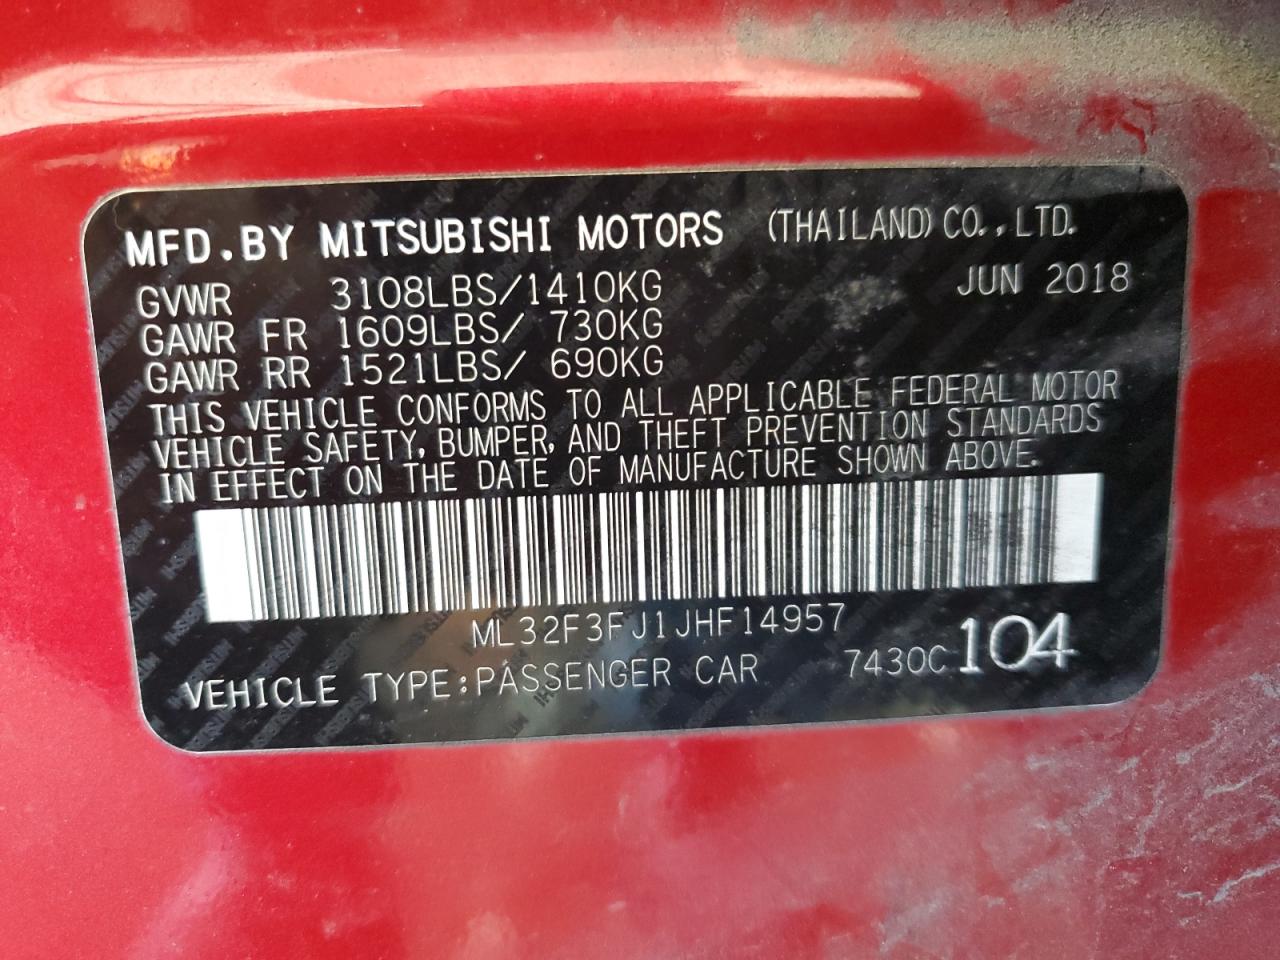 MFD.BY MITSUBISHI MOTORS (THAILAND) CO.,LTD.
GVWR 3108LBS/1410KG JUN 2018
GAWR FR 1609LBS/ 730KG
GAWR RR 1521LBS/ 690KG
THIS VEHICLE CONFORMS TO ALL APPLICABLE FEDERAL MOTOR
VEHICLE SAFETY, BUMPER, AND THEFT PREVENTION STANDARDS
IN EFFECT ON THE DATE OF MANUFACTURE SHOWN ABOVE.
ML32F3FJ1JHF14957
VEHICLE TYPE:PASSENGER CAR 7430C 104